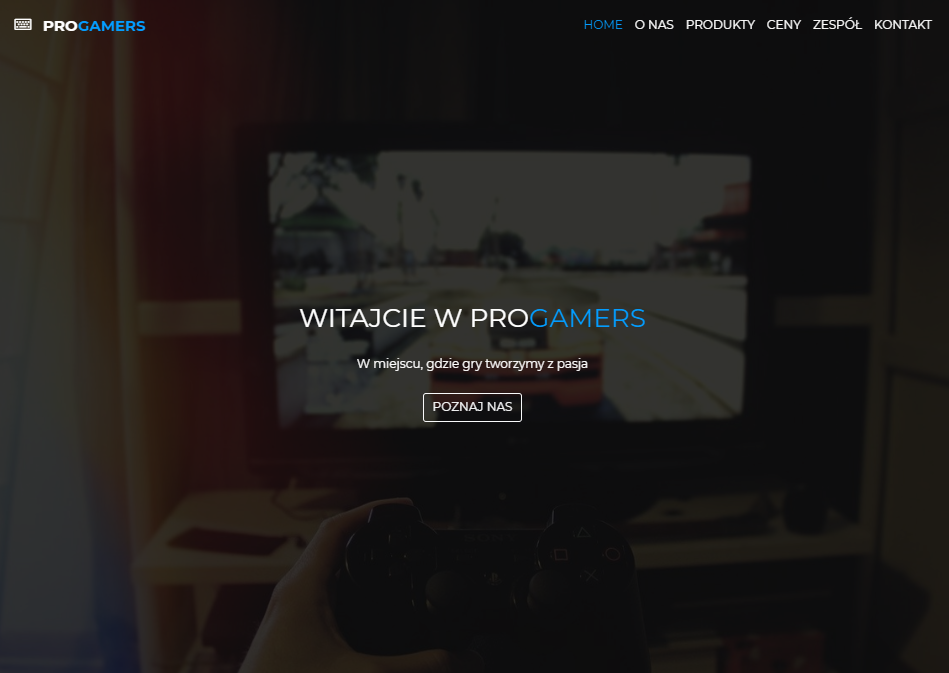 PROGAMERS
HOME O NAS PRODUKTY CENY ZESPÓŁ KONTAKT
WITAJCIE W PROGAMERS
W miejscu, gdzie gry tworzymy z pasja
POZNAJ NAS